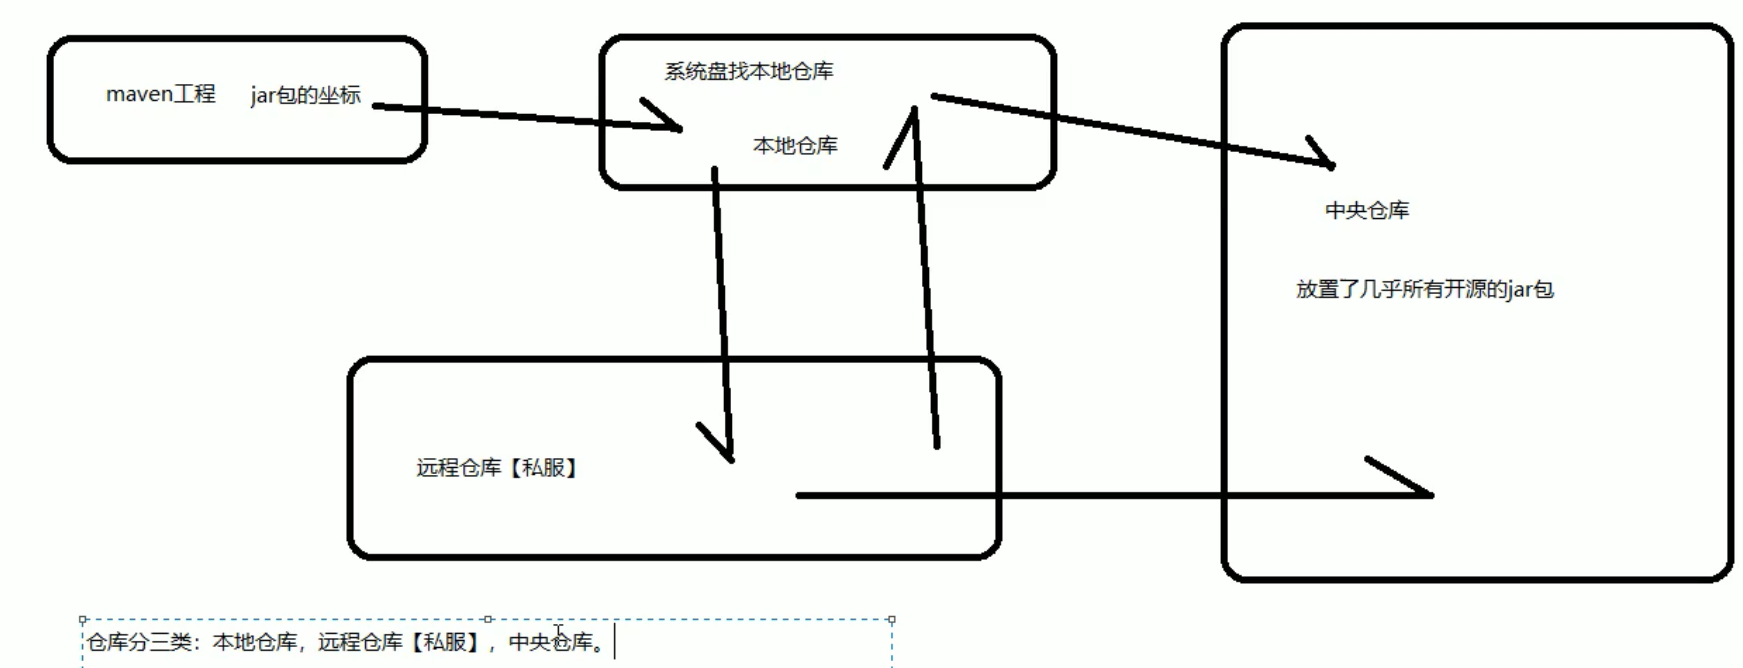 maven工程 jar包的坐标
系统盘找本地仓库
本地仓库
中央仓库
放置了几乎所有开源的jar包
远程仓库【私服】
仓库分三类：本地仓库，远程仓库【私服】，中央仓库。